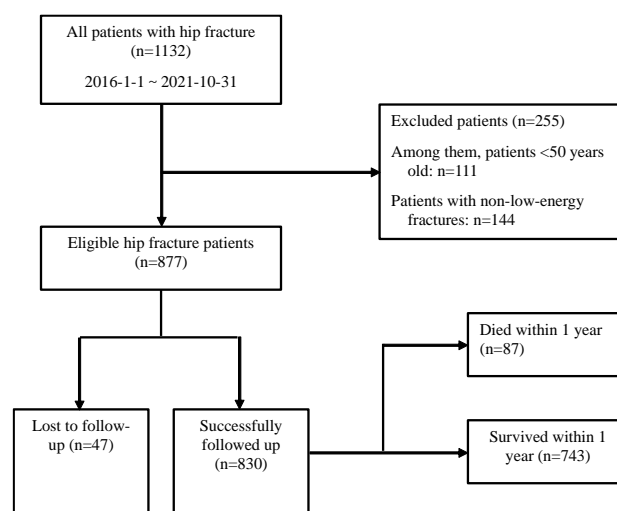 All patients with hip fracture
(n=1132)
2016-1-1 ~ 2021-10-31
Excluded patients (n=255)
Among them, patients <50 years
old: n=111
Patients with non-low-energy
fractures: n=144
Eligible hip fracture patients
(n=877)
Died within 1 year
(n=87)
Lost to follow-
up (n=47)
Successfully
followed up
(n=830)
Survived within 1
year (n=743)